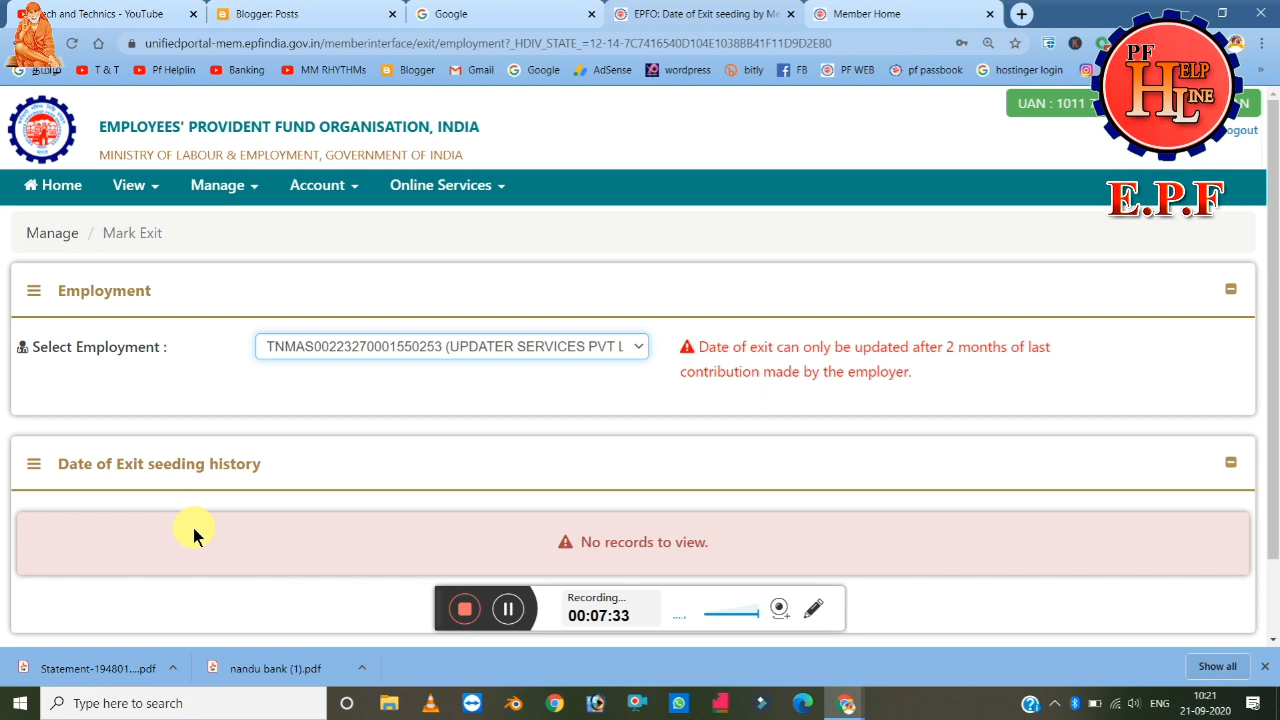 Tech and Technics - YouTube
Blogger: Posts
Google
EPFO: Date of Exit seeding by Me
Member Home
unifiedportal-mem.epfindia.gov.in/memberinterface/exit/employment?_HDIV_STATE_=12-14-7C7416540D104E1038BB41F11D9D2E80
தமிழ்
T & T
PF Helplin
Banking
MM RHYTHMS
Blogger
Gmail
Google
AdSense
wordpress
bitly
FB
PF WEB
pf passbook
hostinger login
PF
HELP
LINE
E.P.F
EMPLOYEES' PROVIDENT FUND ORGANISATION, INDIA
MINISTRY OF LABOUR & EMPLOYMENT, GOVERNMENT OF INDIA
UAN : 1011 7
N
ogout
Home
View
Manage
Account
Online Services
Manage / Mark Exit
Employment
Select Employment :
TNMAS00223270001550253 (UPDATER SERVICES PVT L
Date of exit can only be updated after 2 months of last
contribution made by the employer.
Date of Exit seeding history
No records to view.
Recording...
00:07:33
Statement-194801....pdf
nandu bank (1).pdf
Show all
Type here to search
ENG
10:21
21-09-2020